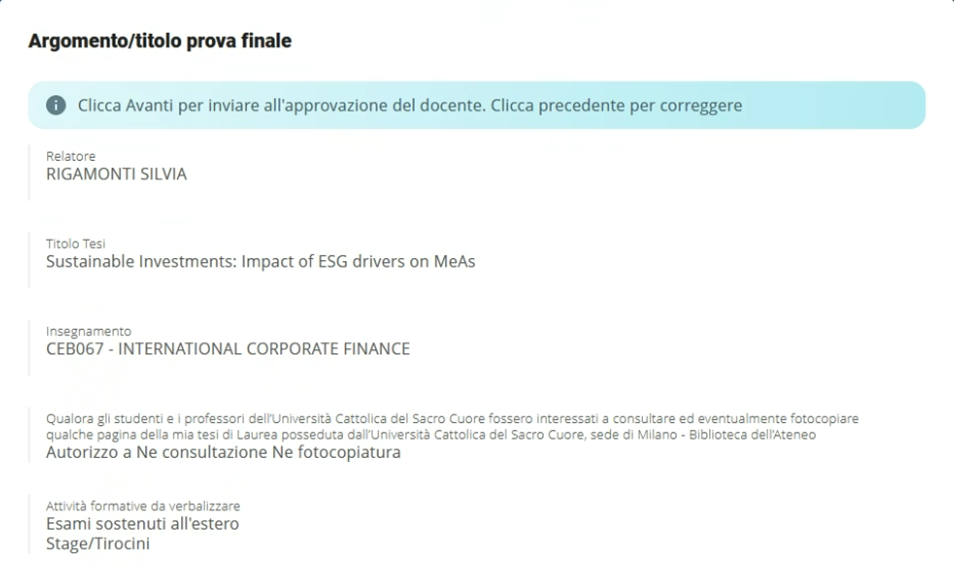 Argomento/titolo prova finale
Clicca Avanti per inviare all'approvazione del docente. Clicca precedente per correggere
Relatore
RIGAMONTI SILVIA
Titolo Tesi
Sustainable Investments: Impact of ESG drivers on MeAs
Insegnamento
CEB067 - INTERNATIONAL CORPORATE FINANCE
Qualora gli studenti e i professori dell'Università Cattolica del Sacro Cuore fossero interessati a consultare ed eventualmente fotocopiare
qualche pagina della mia tesi di Laurea posseduta dall'Università Cattolica del Sacro Cuore, sede di Milano - Biblioteca dell'Ateneo
Autorizzo a Ne consultazione Ne fotocopiatura
Attività formative da verbalizzare
Esami sostenuti all'estero
Stage/Tirocini